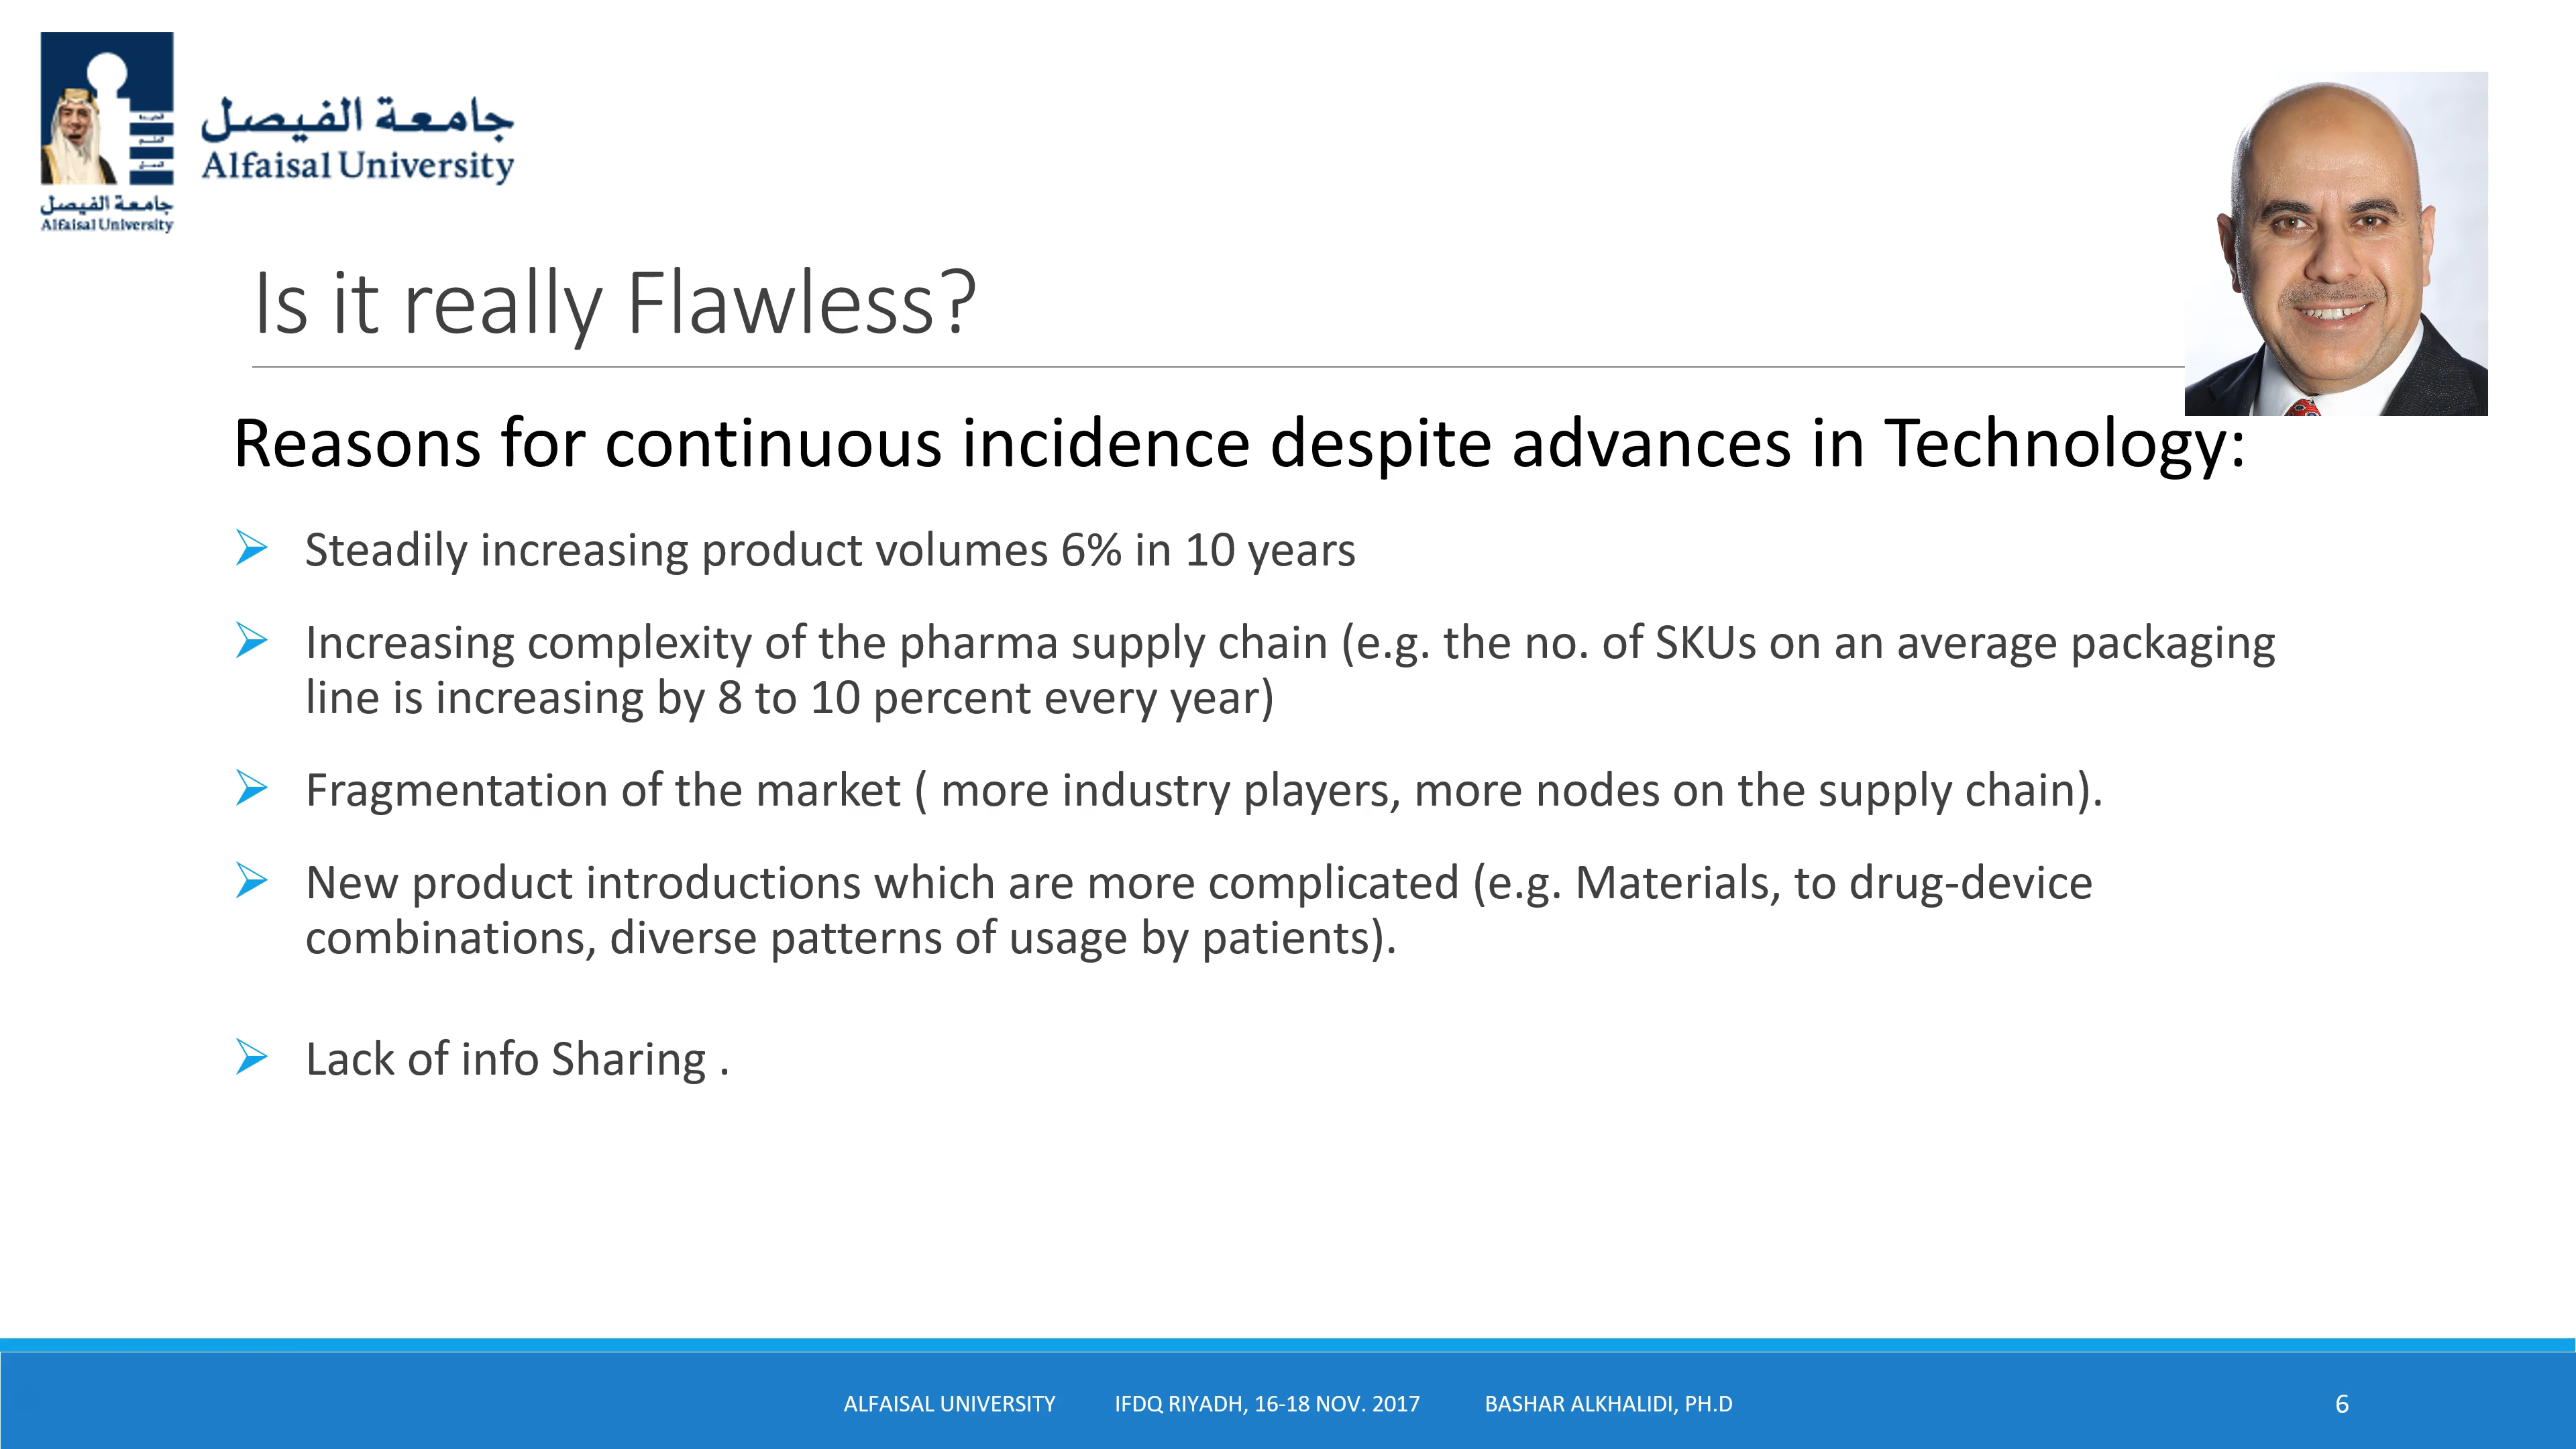 جامعة الفيصل
Alfaisal University
جامعة الفيصل
Alfaisal University
Is it really Flawless?
Reasons for continuous incidence despite advances in Technology:
Steadily increasing product volumes 6% in 10 years
Increasing complexity of the pharma supply chain (e.g. the no. of SKUs on an average packaging
line is increasing by 8 to 10 percent every year)
Fragmentation of the market ( more industry players, more nodes on the supply chain).
New product introductions which are more complicated (e.g. Materials, to drug-device
combinations, diverse patterns of usage by patients).
Lack of info Sharing .
ALFAISAL UNIVERSITY IFDQ RIYADH, 16-18 NOV. 2017 BASHAR ALKHALIDI, PH.D 6